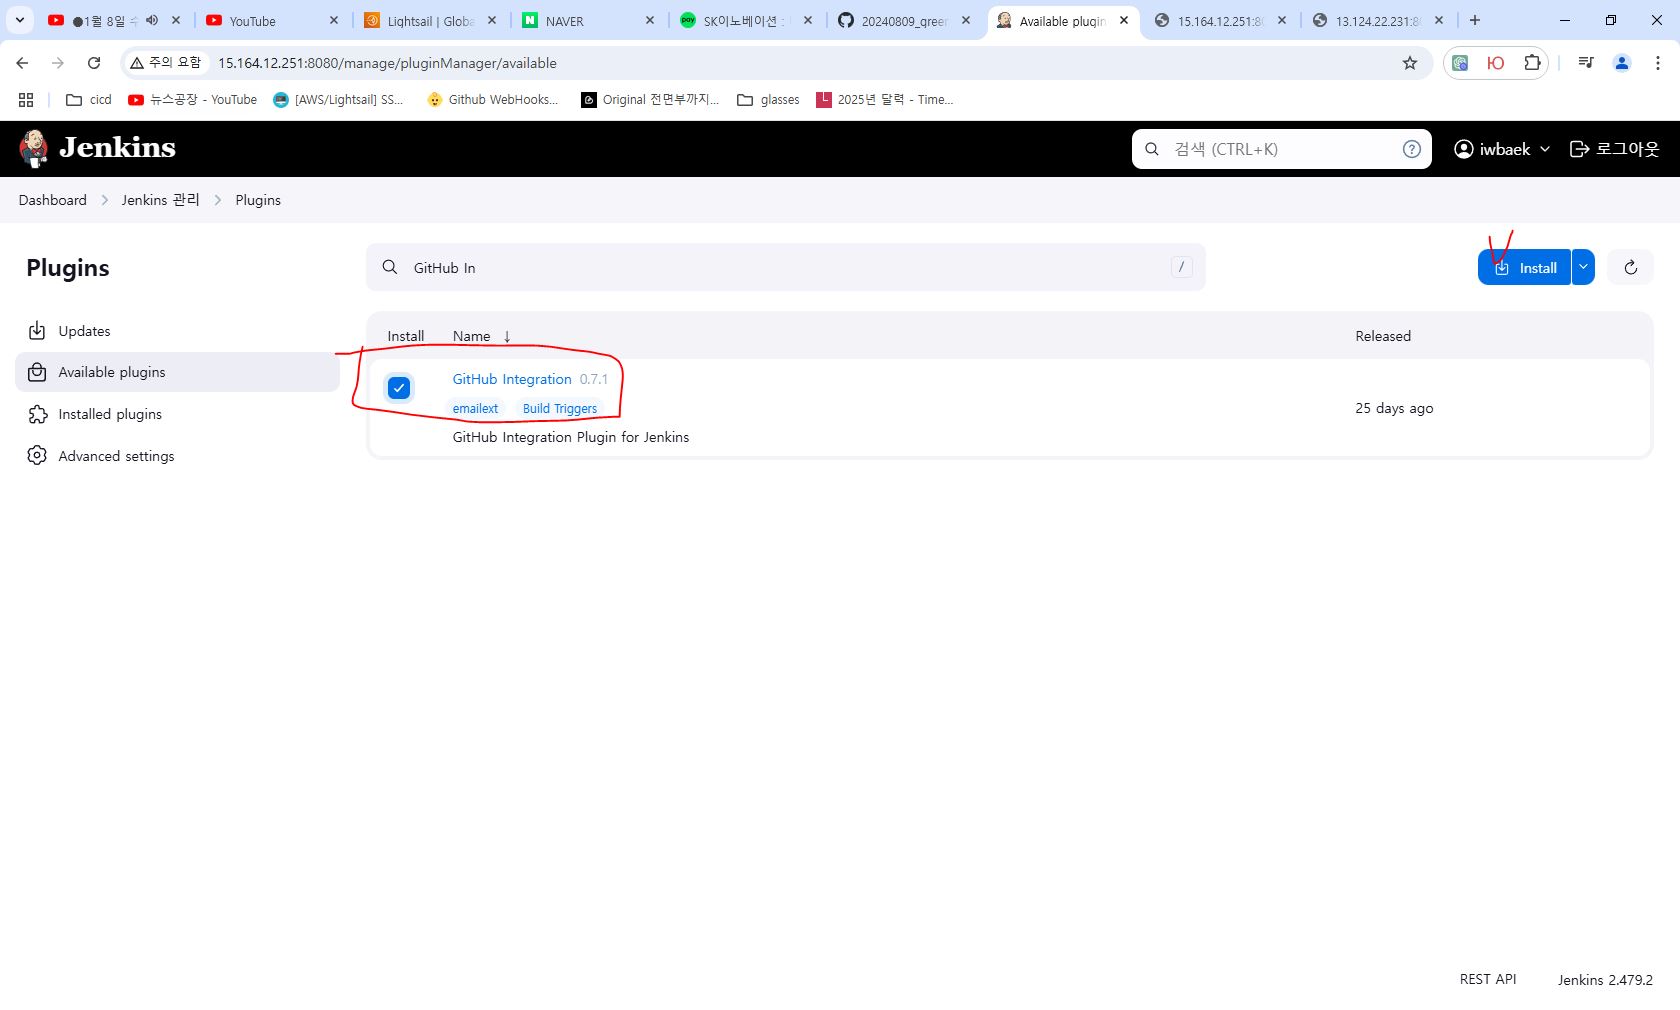 ●1월 8일 수
YouTube
Lightsail | Globa
NAVER
pay
SK이노베이션 :
20240809_green
Available plugin
15.164.12.251:80
13.124.22.231:80
주의 요함
15.164.12.251:8080/manage/pluginManager/available
cicd
뉴스공장 - YouTube
[AWS/Lightsail] SS...
Github WebHooks...
Original 전면부까지...
glasses
L
2025년 달력 - Time...
Jenkins
검색 (CTRL+K)
?
iwbaek
로그아웃
Dashboard
Jenkins 관리
Plugins
Plugins
GitHub In
/
Install
Updates
Available plugins
Installed plugins
Advanced settings
Install
Name ↓
Released
GitHub Integration 0.7.1
emailext
Build Triggers
GitHub Integration Plugin for Jenkins
25 days ago
REST API
Jenkins 2.479.2